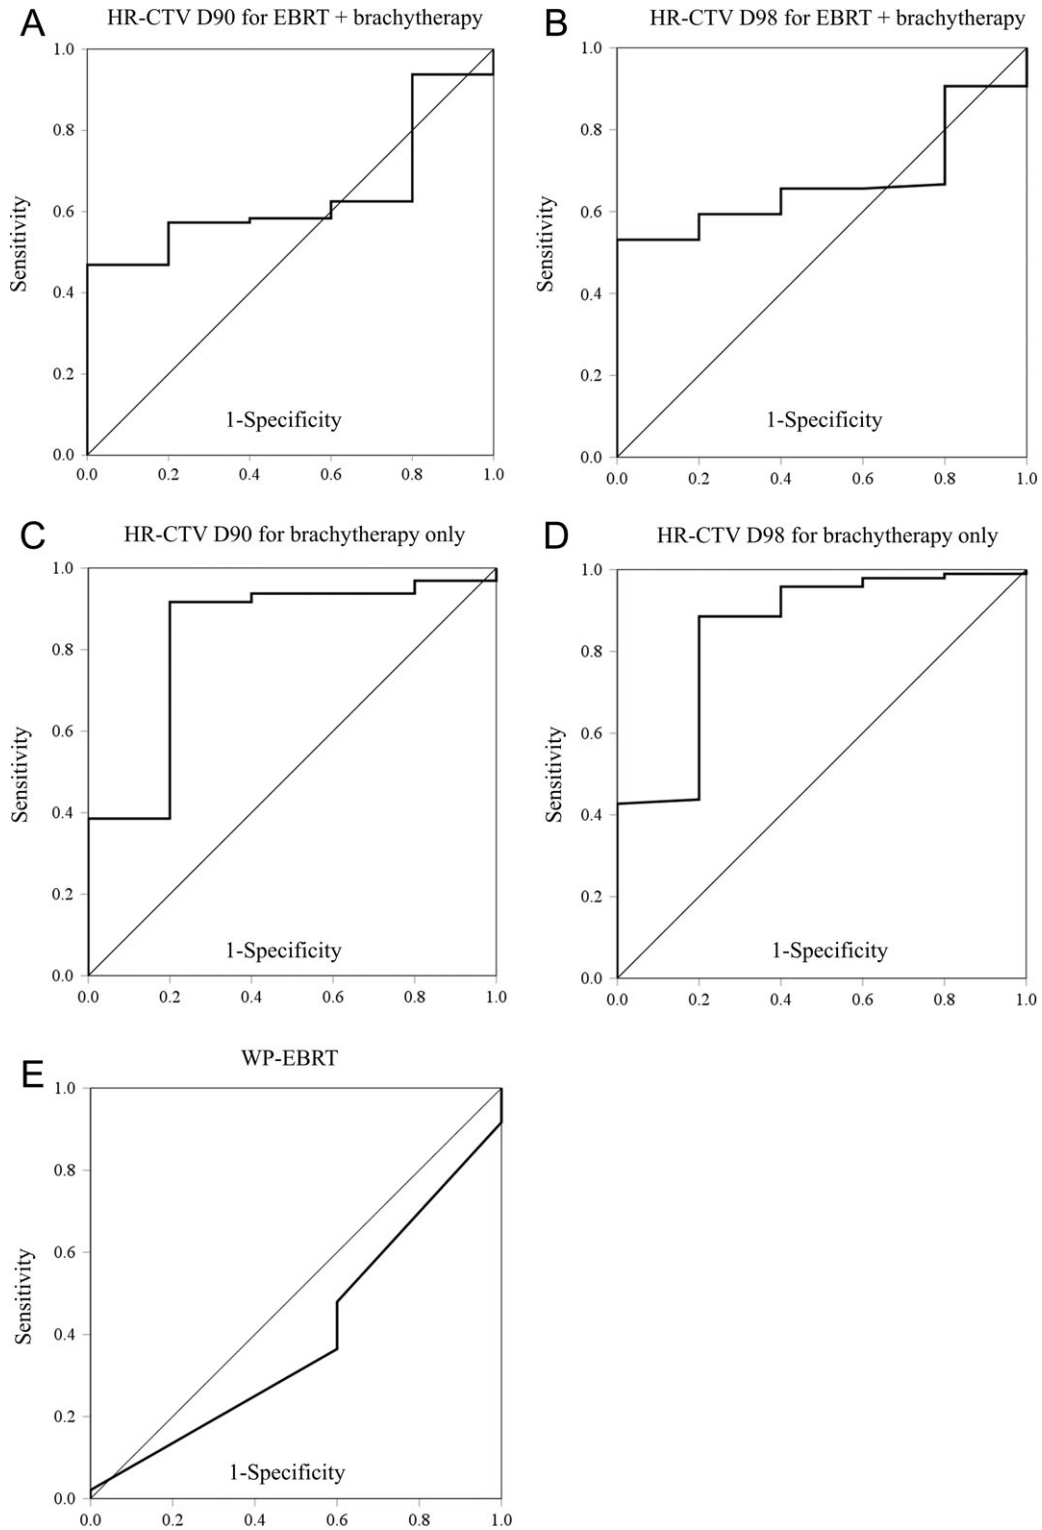 A
HR-CTV D90 for EBRT + brachytherapy
1.0
0.8
0.6
0.4
0.2
0.0
Sensitivity
1-Specificity
0.0 0.2 0.4 0.6 0.8 1.0
B
HR-CTV D98 for EBRT + brachytherapy
1.0
0.8
0.6
0.4
0.2
0.0
Sensitivity
1-Specificity
0.0 0.2 0.4 0.6 0.8 1.0
C
HR-CTV D90 for brachytherapy only
1.0
0.8
0.6
0.4
0.2
0.0
Sensitivity
1-Specificity
0.0 0.2 0.4 0.6 0.8 1.0
D
HR-CTV D98 for brachytherapy only
1.0
0.8
0.6
0.4
0.2
0.0
Sensitivity
1-Specificity
0.0 0.2 0.4 0.6 0.8 1.0
E
WP-EBRT
1.0
0.8
0.6
0.4
0.2
0.0
Sensitivity
1-Specificity
0.0 0.2 0.4 0.6 0.8 1.0